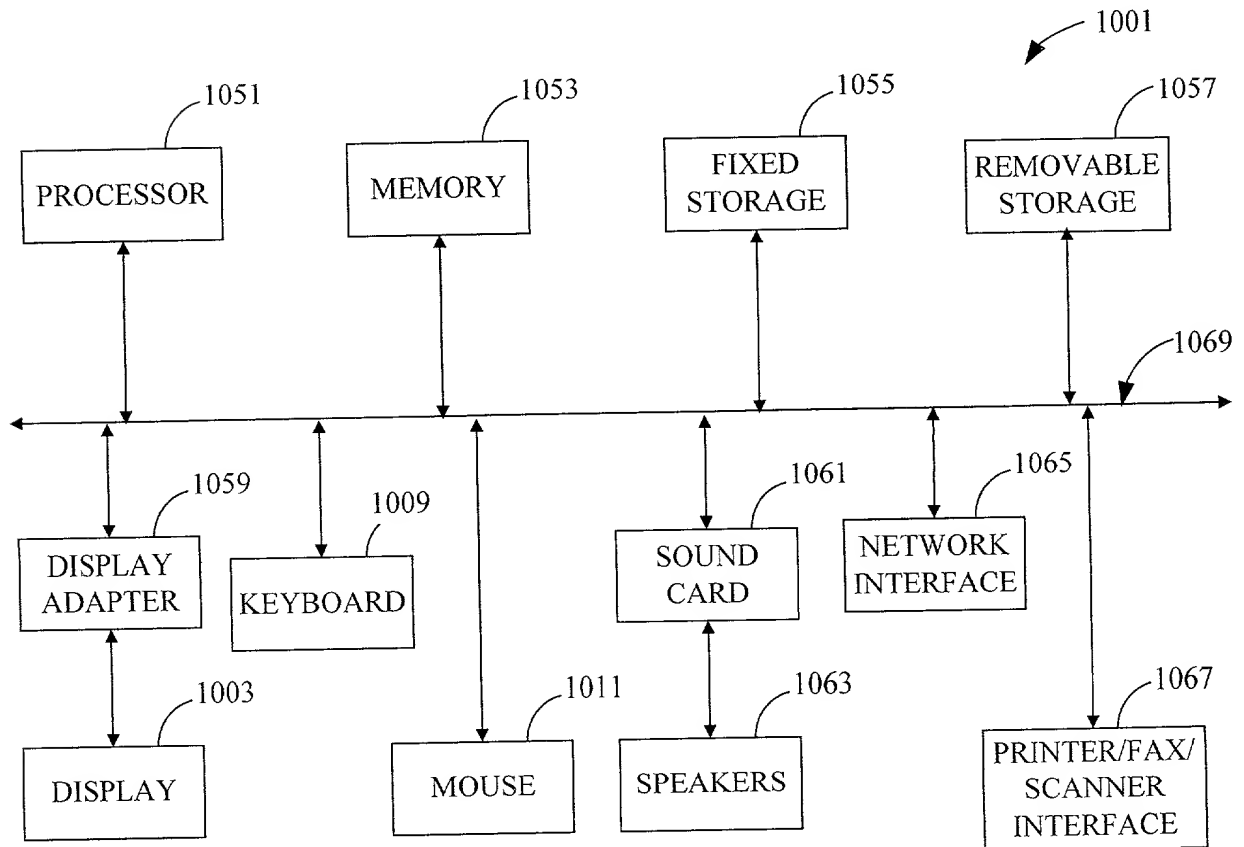 1001
1051
1053
1055
1057
PROCESSOR
MEMORY
FIXED
STORAGE
REMOVABLE
STORAGE
1069
1059
1009
1061
1065
DISPLAY
ADAPTER
KEYBOARD
SOUND
CARD
NETWORK
INTERFACE
1003
1011
1063
1067
DISPLAY
MOUSE
SPEAKERS
PRINTER/FAX/
SCANNER
INTERFACE